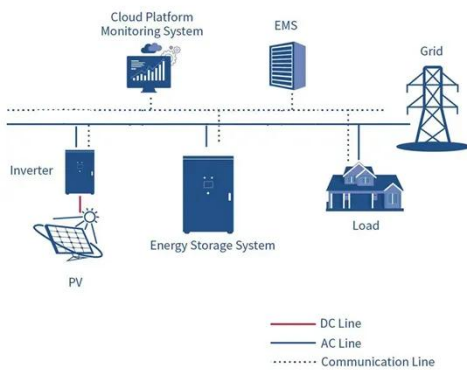 Cloud Platform
Monitoring System
EMS
Grid
Inverter
Energy Storage System
Load
PV
DC Line
AC Line
Communication Line